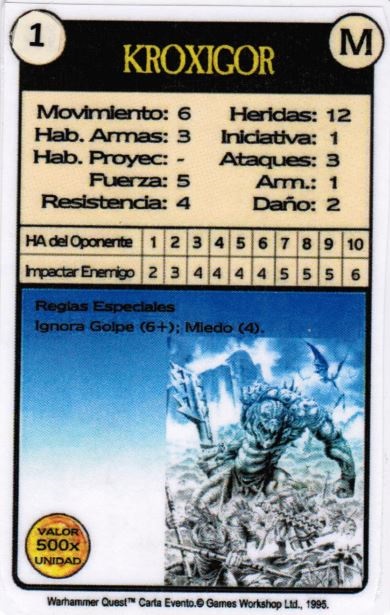 1
M
KROXIGOR
Movimiento: 6 Heridas: 12
Hab. Armas: 3 Iniciativa: 1
Hab. Proyec: - Ataques: 3
Fuerza: 5 Arm.: 1
Resistencia: 4 Daño: 2
HA del Oponente 1 2 3 4 5 6 7 8 9 10
Impactar Enemigo 2 3 4 4 4 4 5 5 5 6
Reglas Especiales
Ignora Golpe (6+); Miedo (4).
VALOR
500x
UNIDAD
Warhammer Quest™ Carta Evento.© Games Workshop Ltd., 1995.